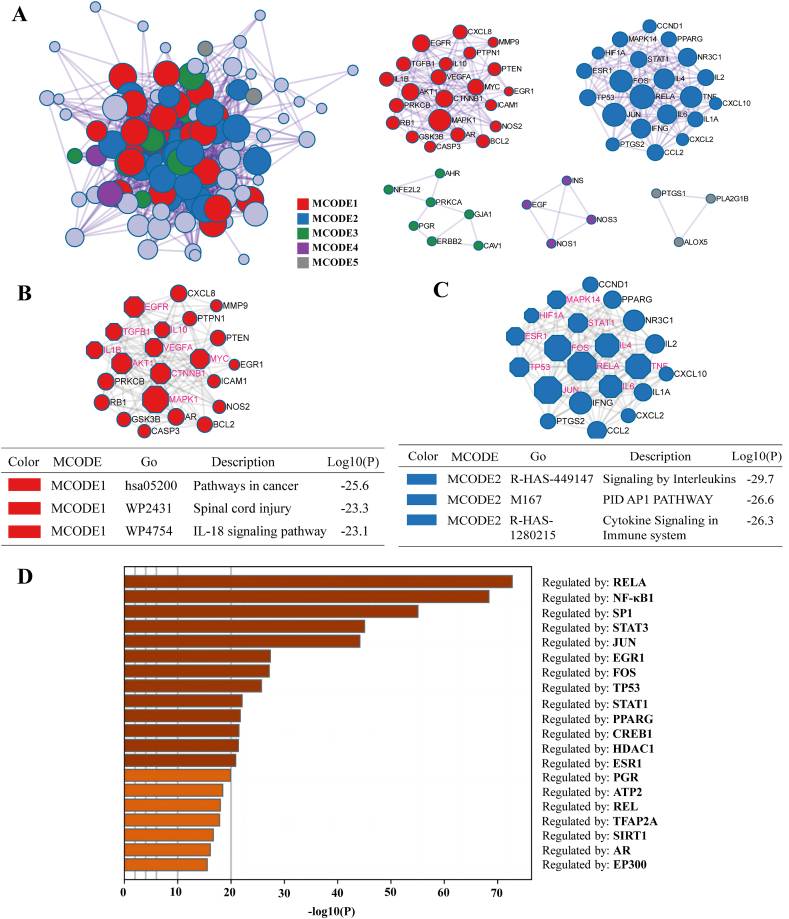 A
CXCL8
EGFR
MMP9
PTPN1
TGFB1
IL10
PTEN
IL1B
VEGFA
MYC
EGR1
AKT1
CTNNB1
PRKCB
ICAM1
MAPK1
RB1
NOS2
GSK3B
AR
BCL2
CASP3
CCND1
MAPK14
PPARG
HIF1A
STAT1
NR3C1
ESR1
FOS
IL4
IL2
TP53
RELA
TNF
CXCL10
JUN
IL6
IL1A
IFNG
PTGS2
CXCL2
CCL2
MCODE1
MCODE2
MCODE3
MCODE4
MCODE5
AHR
NFE2L2
PRKCA
GJA1
PGR
ERBB2
CAV1
INS
EGF
NOS3
NOS1
PTGS1
PLA2G1B
ALOX5
B
CXCL8
EGFR
MMP9
PTPN1
TGFB1
IL10
PTEN
IL1B
VEGFA
MYC
EGR1
AKT1
CTNNB1
PRKCB
ICAM1
MAPK1
RB1
NOS2
GSK3B
AR
BCL2
CASP3
Color MCODE Go Description Log10(P)
MCODE1 hsa05200 Pathways in cancer -25.6
MCODE1 WP2431 Spinal cord injury -23.3
MCODE1 WP4754 IL-18 signaling pathway -23.1
C
CCND1
MAPK14
PPARG
HIF1A
STAT1
NR3C1
ESR1
FOS
IL4
IL2
TP53
RELA
TNF
CXCL10
JUN
IL6
IL1A
IFNG
PTGS2
CXCL2
CCL2
Color MCODE Go Description Log10(P)
MCODE2 R-HAS-449147 Signaling by Interleukins -29.7
MCODE2 M167 PID AP1 PATHWAY -26.6
MCODE2 R-HAS-1280215 Cytokine Signaling in Immune system -26.3
D
Regulated by: RELA
Regulated by: NF-κB1
Regulated by: SP1
Regulated by: STAT3
Regulated by: JUN
Regulated by: EGR1
Regulated by: FOS
Regulated by: TP53
Regulated by: STAT1
Regulated by: PPARG
Regulated by: CREB1
Regulated by: HDAC1
Regulated by: ESR1
Regulated by: PGR
Regulated by: ATP2
Regulated by: REL
Regulated by: TFAP2A
Regulated by: SIRT1
Regulated by: AR
Regulated by: EP300
0 10 20 30 40 50 60 70
-log10(P)